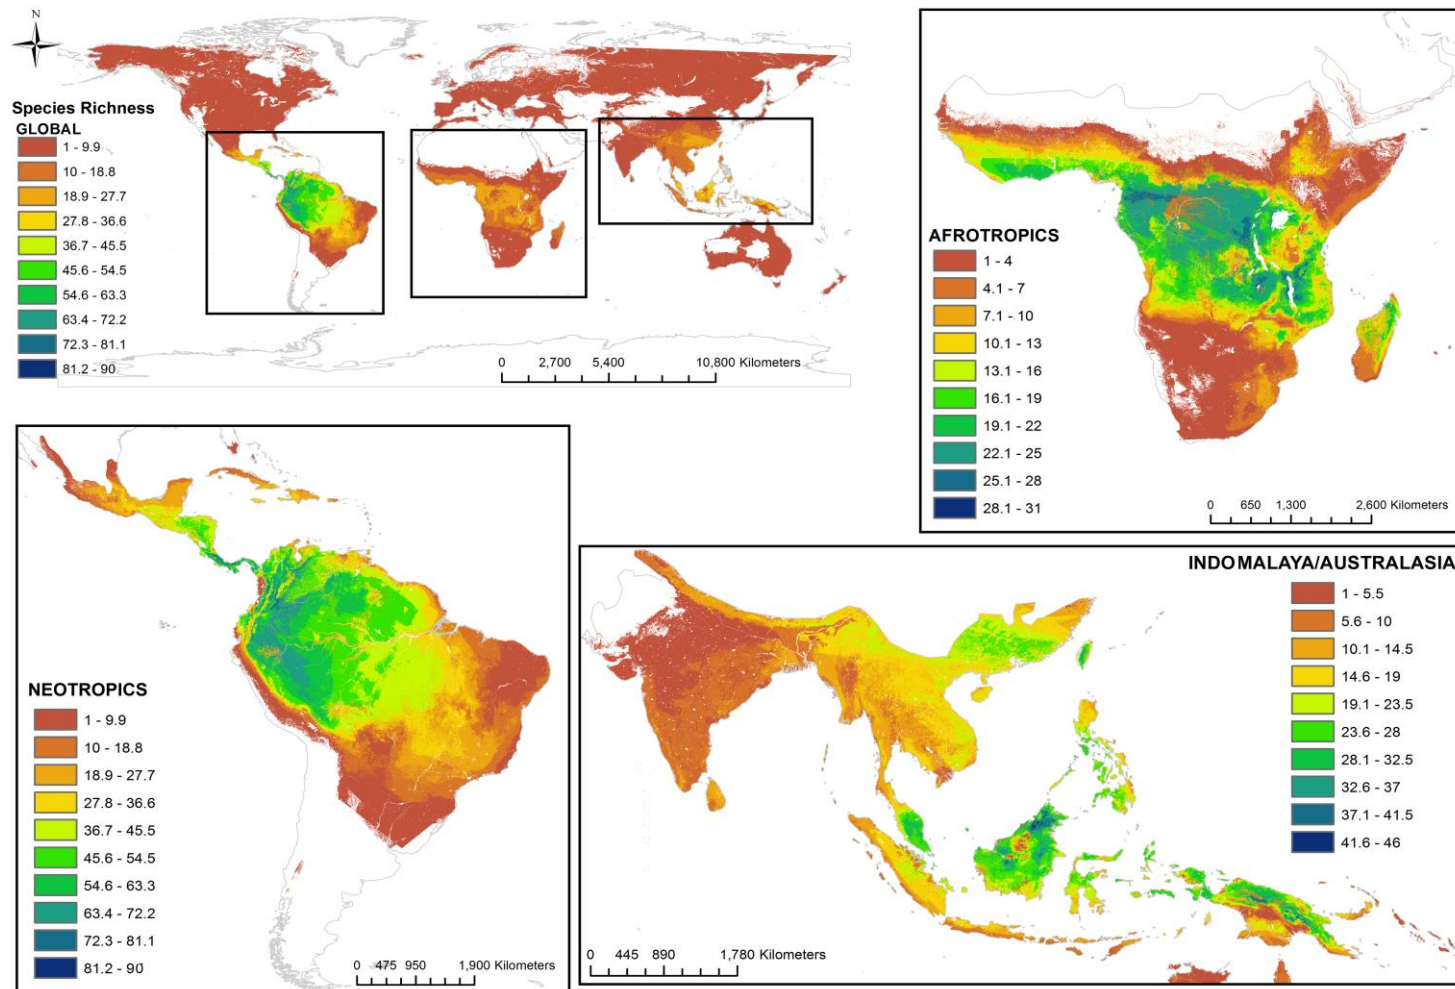 N
Species Richness
GLOBAL
1 - 9.9
10 - 18.8
18.9 - 27.7
27.8 - 36.6
36.7 - 45.5
45.6 - 54.5
54.6 - 63.3
63.4 - 72.2
72.3 - 81.1
81.2 - 90
0 2,700 5,400 10,800 Kilometers
AFROTROPICS
1 - 4
4.1 - 7
7.1 - 10
10.1 - 13
13.1 - 16
16.1 - 19
19.1 - 22
22.1 - 25
25.1 - 28
28.1 - 31
0 650 1,300 2,600 Kilometers
NEOTROPICS
1 - 9.9
10 - 18.8
18.9 - 27.7
27.8 - 36.6
36.7 - 45.5
45.6 - 54.5
54.6 - 63.3
63.4 - 72.2
72.3 - 81.1
81.2 - 90
0 475 950 1,900 Kilometers
INDOMALAYA/AUSTRALASIA
1 - 5.5
5.6 - 10
10.1 - 14.5
14.6 - 19
19.1 - 23.5
23.6 - 28
28.1 - 32.5
32.6 - 37
37.1 - 41.5
41.6 - 46
0 445 890 1,780 Kilometers